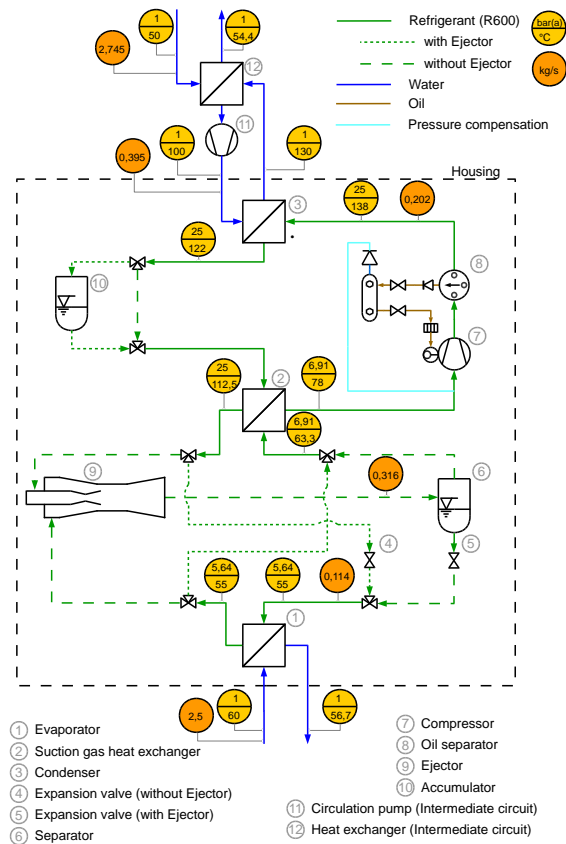 1
50
1
54,4
2,745
12
11
1
100
1
130
0,395
Refrigerant (R600)
with Ejector
without Ejector
Water
Oil
Pressure compensation
bar(a)
°C
kg/s
Housing
3
25
138
0,202
25
122
10
8
7
25
112,5
2
6,91
78
6,91
63,3
9
0,316
6
4
5
5,64
55
5,64
55
0,114
1
2,5
1
60
1
56,7
1 Evaporator
2 Suction gas heat exchanger
3 Condenser
4 Expansion valve (without Ejector)
5 Expansion valve (with Ejector)
6 Separator
7 Compressor
8 Oil separator
9 Ejector
10 Accumulator
11 Circulation pump (Intermediate circuit)
12 Heat exchanger (Intermediate circuit)